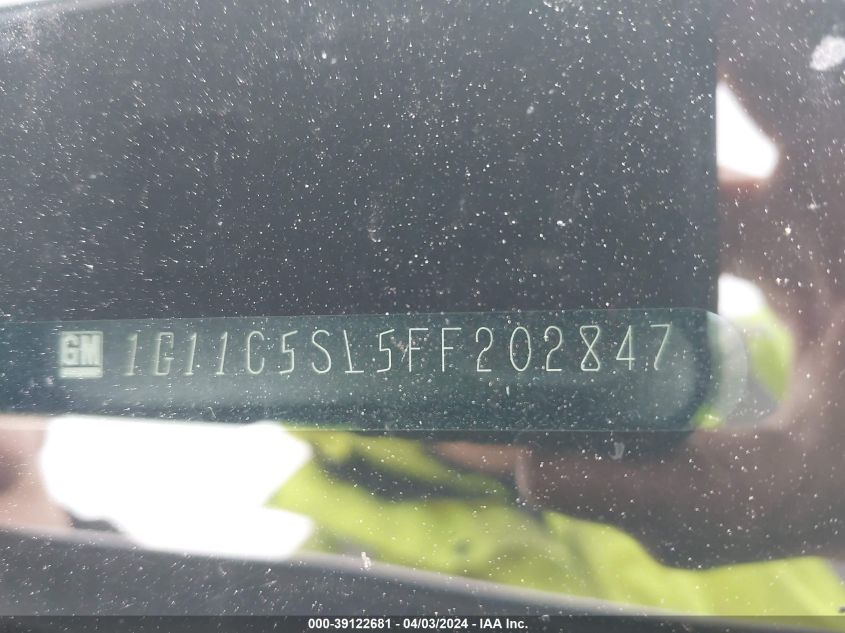 GM 1G11C5SL5FF202847
000-39122681 - 04/03/2024 - IAA Inc.